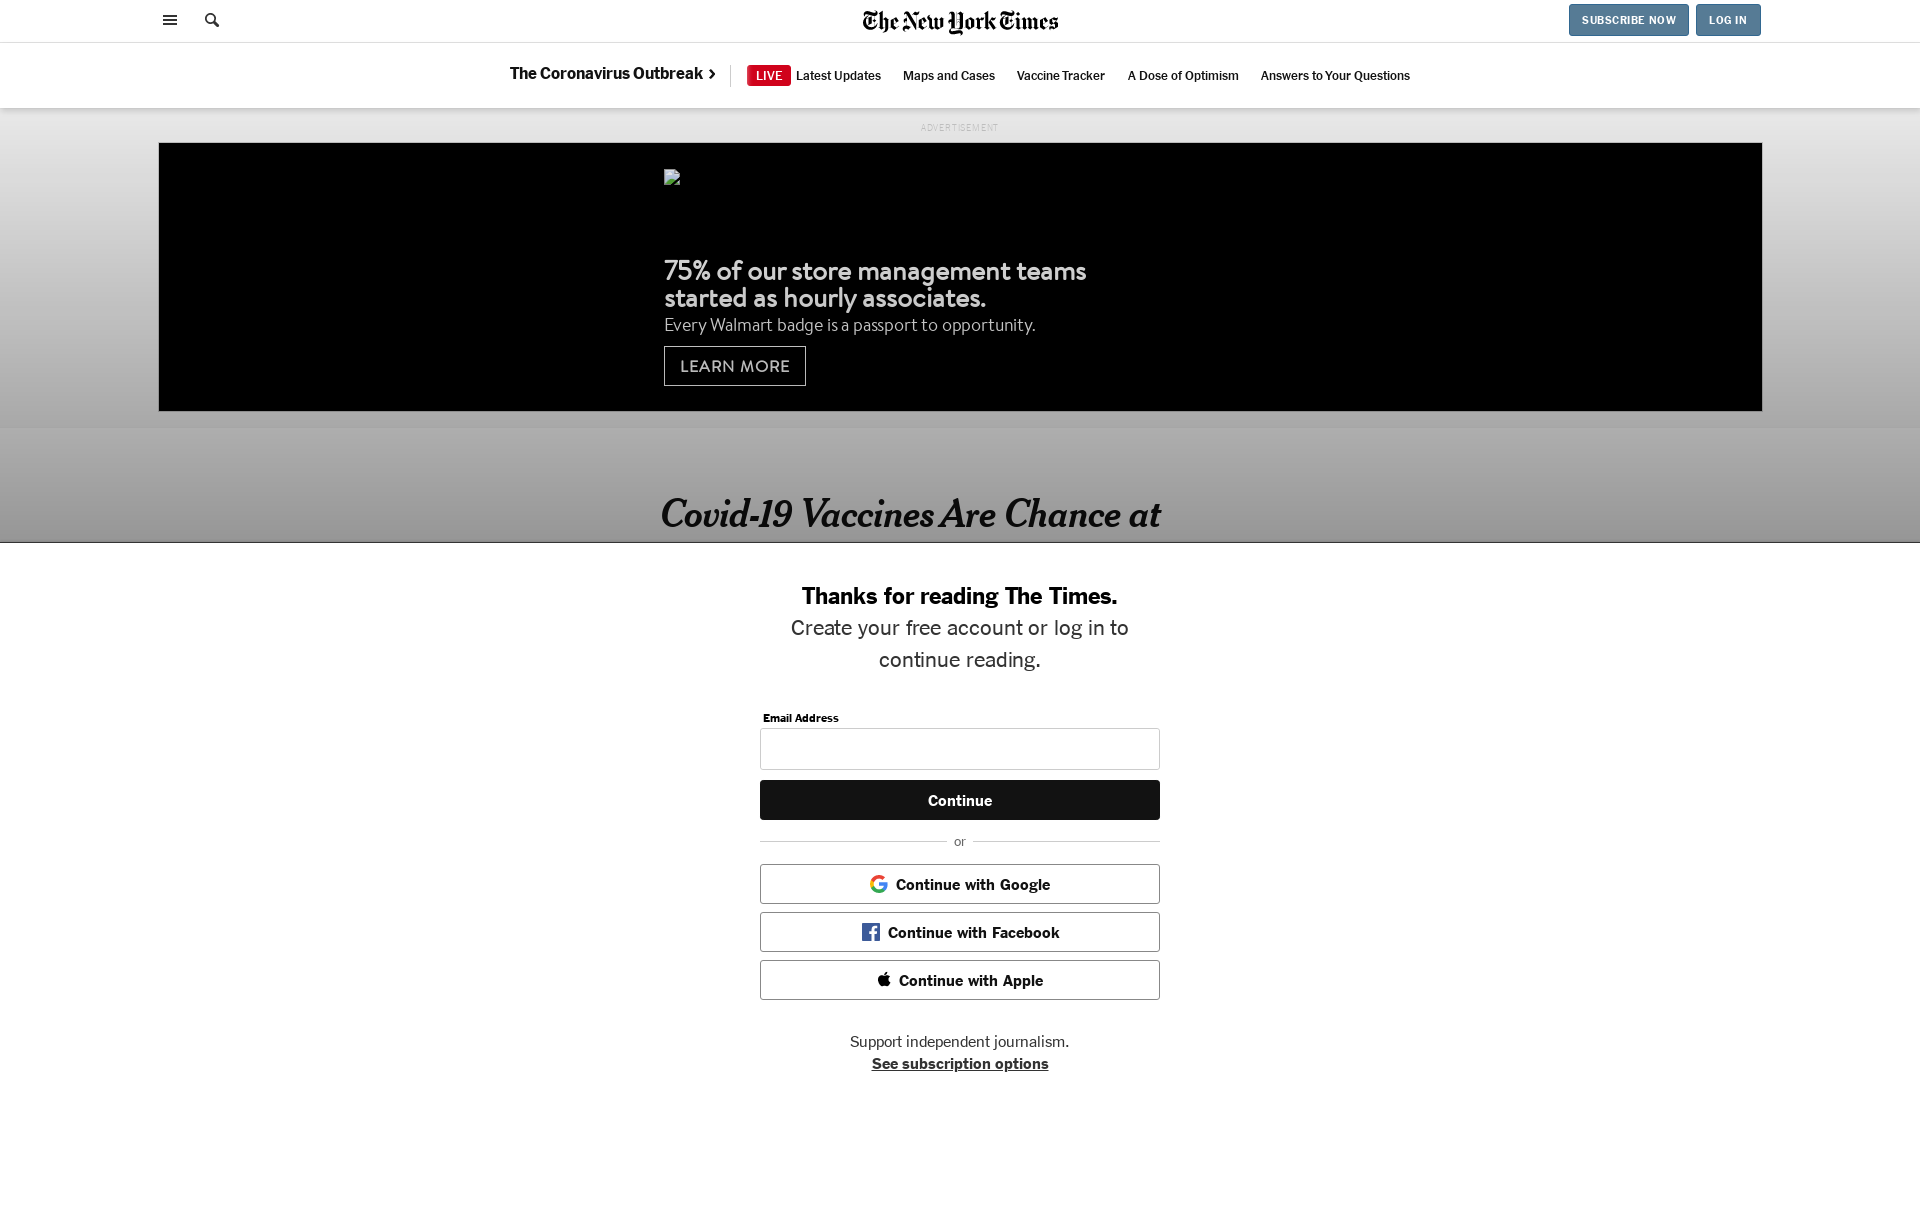 The New York Times
SUBSCRIBE NOW
LOG IN
The Coronavirus Outbreak
LIVE Latest Updates
Maps and Cases
Vaccine Tracker
A Dose of Optimism
Answers to Your Questions
ADVERTISEMENT
75% of our store management teams
started as hourly associates.
Every Walmart badge is a passport to opportunity.
LEARN MORE
Covid-19 Vaccines Are Chance at
Thanks for reading The Times.
Create your free account or log in to
continue reading.
Email Address
Continue
or
Continue with Google
Continue with Facebook
Continue with Apple
Support independent journalism.
See subscription options